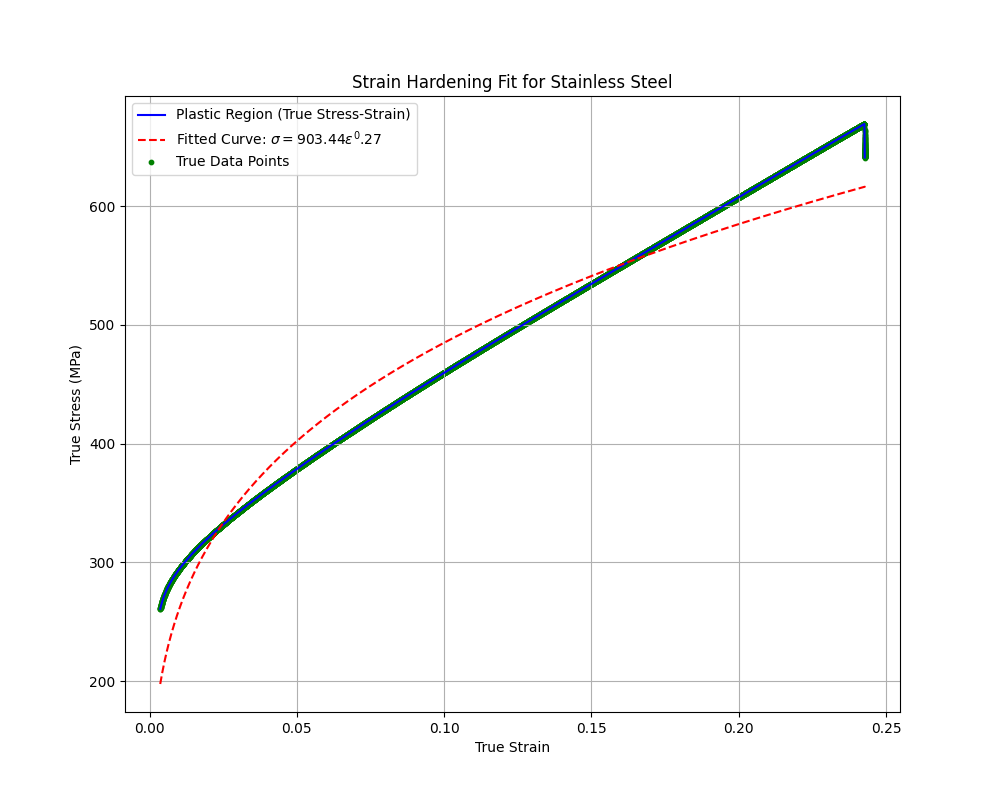 Strain Hardening Fit for Stainless Steel
Plastic Region (True Stress-Strain)
Fitted Curve: σ = 903.44ε⁰.27
True Data Points
600
500
400
300
200
True Stress (MPa)
0.00 0.05 0.10 0.15 0.20 0.25
True Strain